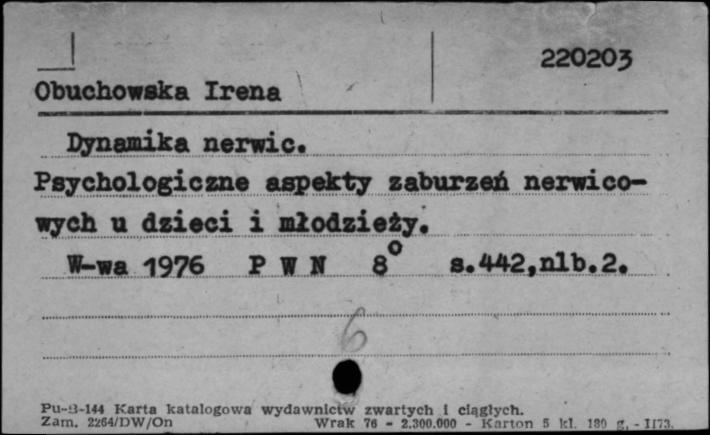 220203
Obuchowska Irena
Dynamika nerwic.
Psychologiczne aspekty zaburzeń nerwico-
wych u dzieci i młodzieży.
W-wa 1976 P W N 8° s.442,nlb.2.
6
Pu-B-144 Karta katalogowa wydawnictw zwartych i ciągłych.
Zam. 2264/DW/On Wrak 76 - 2.300.000 - Karton 5 kl. 180 g. - II73.